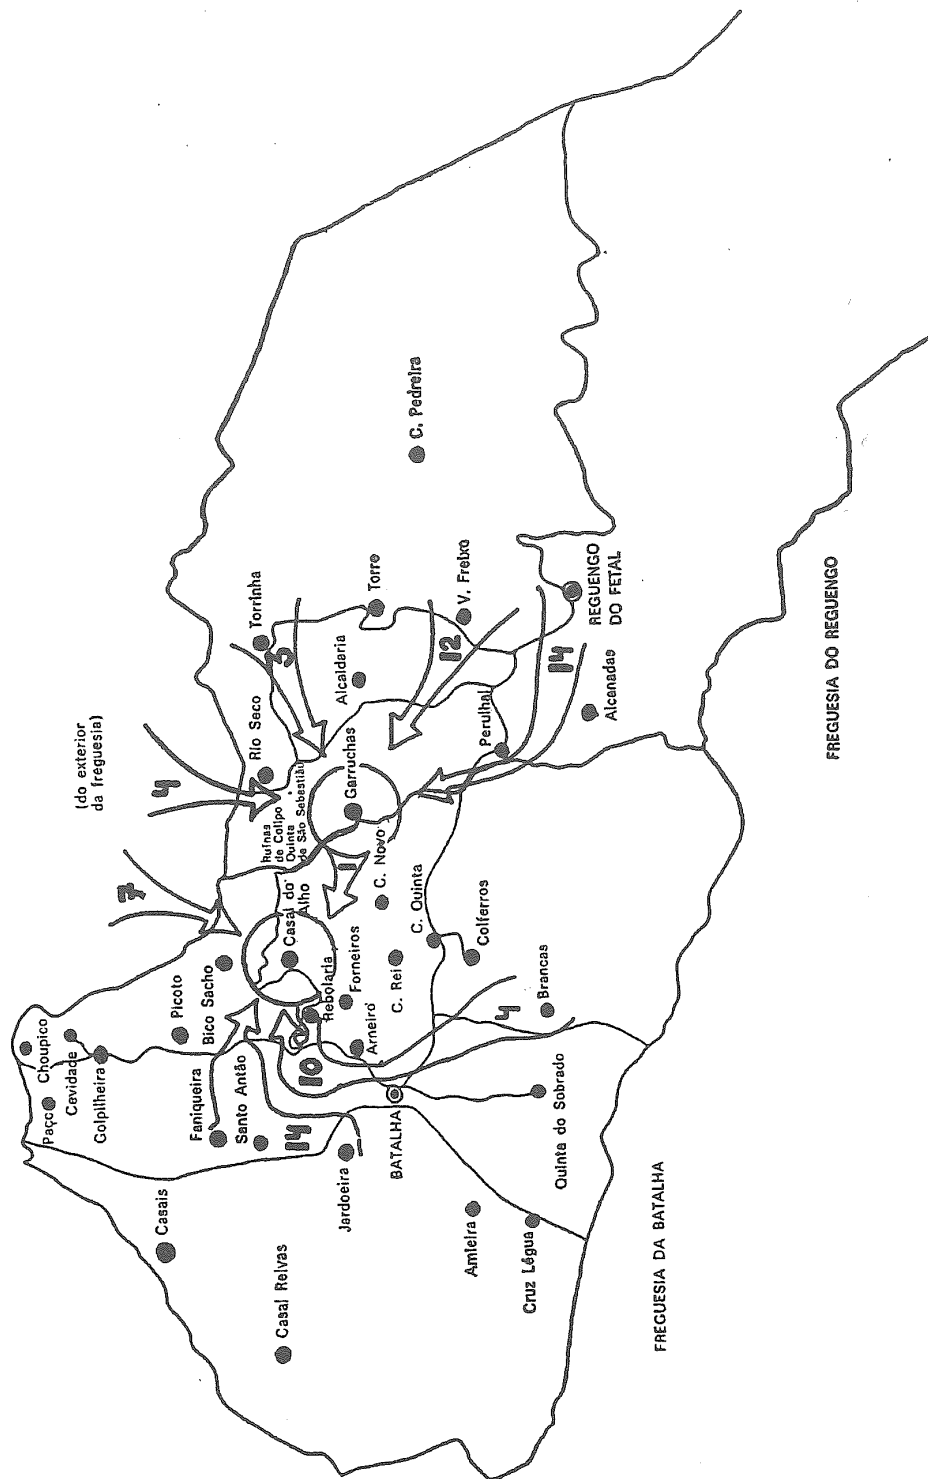 Paço
Choupico
Cevidade
Golpilheira
Picoto
Bico Sacho
Faniqueira
Santo Antão
Casais
Casal Relvas
Jardoeira
BATALHA
Amieira
Cruz Légua
Quinta do Sobrado
Brancas
Arneiro
Rebolaria
Forneiros
C. Rei
C. Quinta
Colferros
C. Novo
Casal do
Alho
Garruchas
Ruínas
de Colipo
Quinta
de São Sebastião
Rio Seco
(do exterior
da freguesia)
Torrinha
Alcaidaria
Torre
V. Freixo
Perulhal
Alcanadas
REGUENGO
DO FETAL
C. Pedreira
FREGUESIA DA BATALHA
FREGUESIA DO REGUENGO
14
10
4
7
4
1
12
14